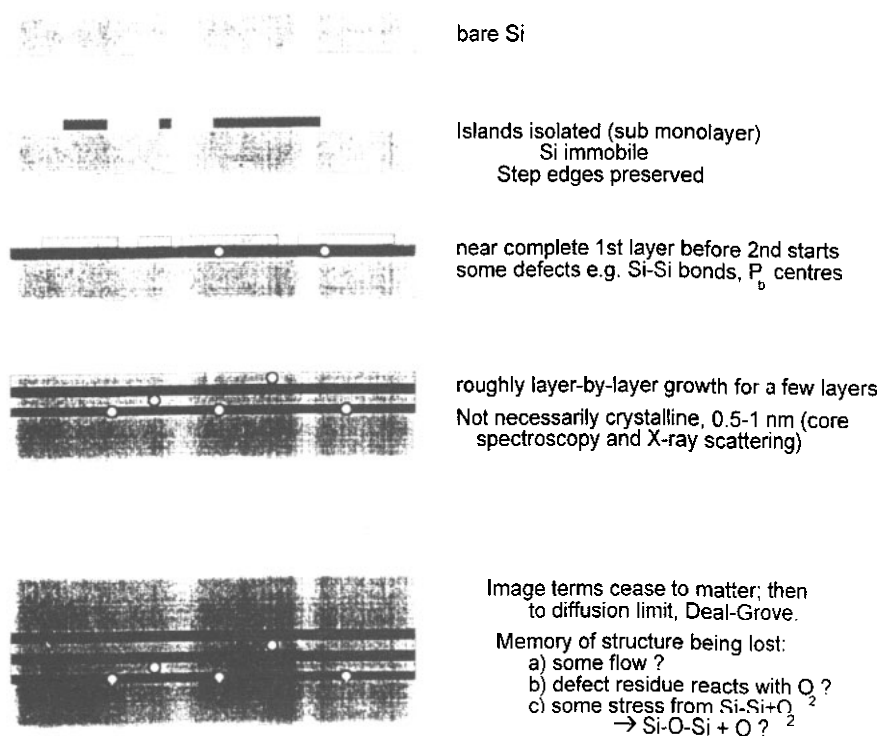 bare Si
Islands isolated (sub monolayer)
Si immobile
Step edges preserved
near complete 1st layer before 2nd starts
some defects e.g. Si-Si bonds, P_b centres
roughly layer-by-layer growth for a few layers
Not necessarily crystalline, 0.5-1 nm (core
spectroscopy and X-ray scattering)
Image terms cease to matter; then
to diffusion limit, Deal-Grove.
Memory of structure being lost:
a) some flow ?
b) defect residue reacts with O ?
c) some stress from Si-Si+O₂
→ Si-O-Si + O ? ₂